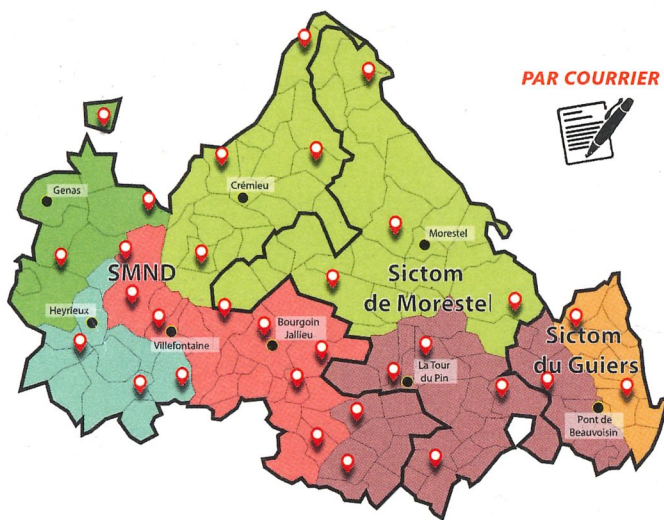 PAR COURRIER
Genas
Crémieu
Morestel
SMND
Sictom
de Morestel
Heyrieux
Villefontaine
Bourgoin
Jallieu
Sictom
du Guiers
La Tour
du Pin
Pont de
Beauvoisin